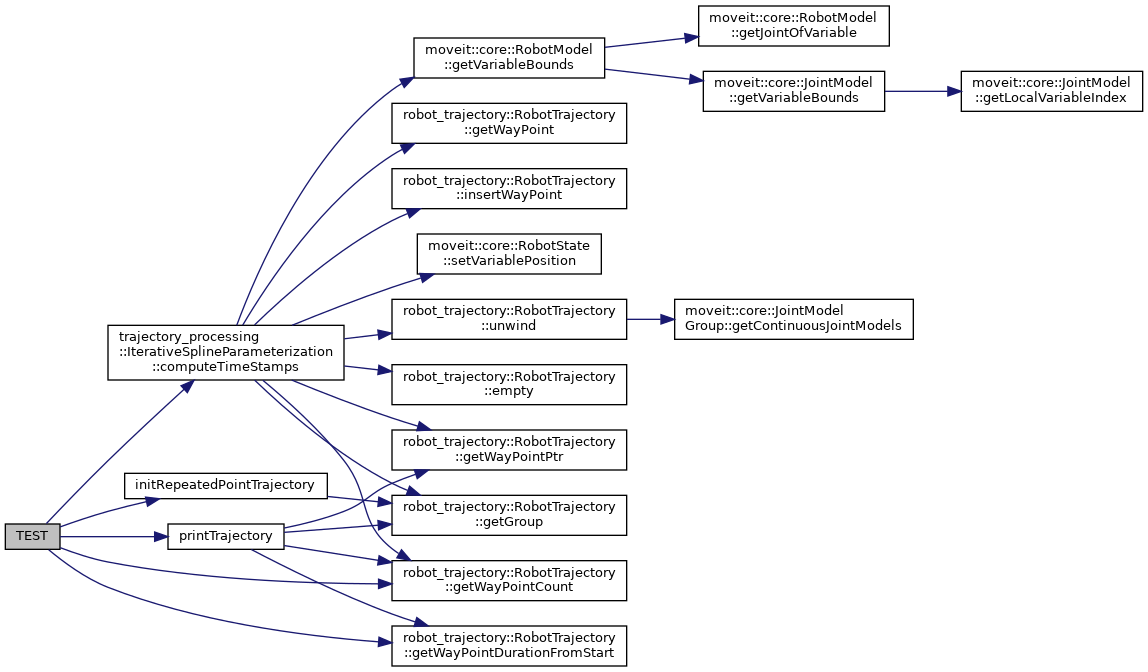 moveit::core::RobotModel
::getJointOfVariable
moveit::core::RobotModel
::getVariableBounds
moveit::core::JointModel
::getVariableBounds
moveit::core::JointModel
::getLocalVariableIndex
robot_trajectory::RobotTrajectory
::getWayPoint
robot_trajectory::RobotTrajectory
::insertWayPoint
moveit::core::RobotState
::setVariablePosition
robot_trajectory::RobotTrajectory
::unwind
moveit::core::JointModel
Group::getContinuousJointModels
trajectory_processing
::IterativeSplineParameterization
::computeTimeStamps
robot_trajectory::RobotTrajectory
::empty
robot_trajectory::RobotTrajectory
::getWayPointPtr
initRepeatedPointTrajectory
robot_trajectory::RobotTrajectory
::getGroup
TEST
printTrajectory
robot_trajectory::RobotTrajectory
::getWayPointCount
robot_trajectory::RobotTrajectory
::getWayPointDurationFromStart